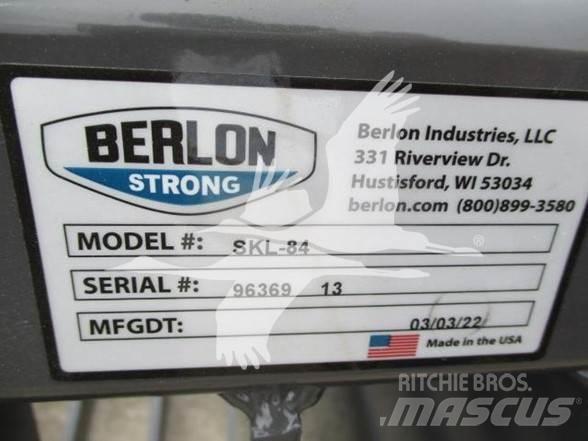 BERLON
STRONG
Berlon Industries, LLC
331 Riverview Dr.
Hustisford, WI 53034
berlon.com (800)899-3580
MODEL #: SKL-84
SERIAL #: 96369 13
MFGDT: 03/03/22
Made in the USA
RITCHIE BROS.
MASCUS